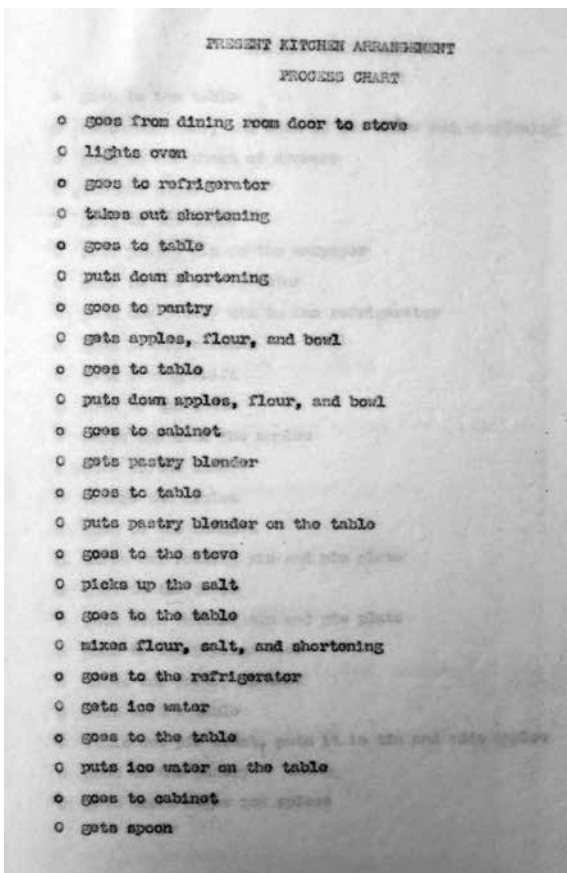 PRESENT KITCHEN ARRANGEMENT
PROCESS CHART
o goes from dining room door to stove
O lights oven
o goes to refrigerator
O takes out shortening
o goes to table
O puts down shortening
o goes to pantry
O gets apples, flour, and bowl
o goes to table
O puts down apples, flour, and bowl
o goes to cabinet
O gets pastry blender
o goes to table
O puts pastry blender on the table
o goes to the stove
O picks up the salt
o goes to the table
O mixes flour, salt, and shortening
o goes to the refrigerator
O gets ice water
o goes to the table
O puts ice water on the table
o goes to cabinet
O gets spoon